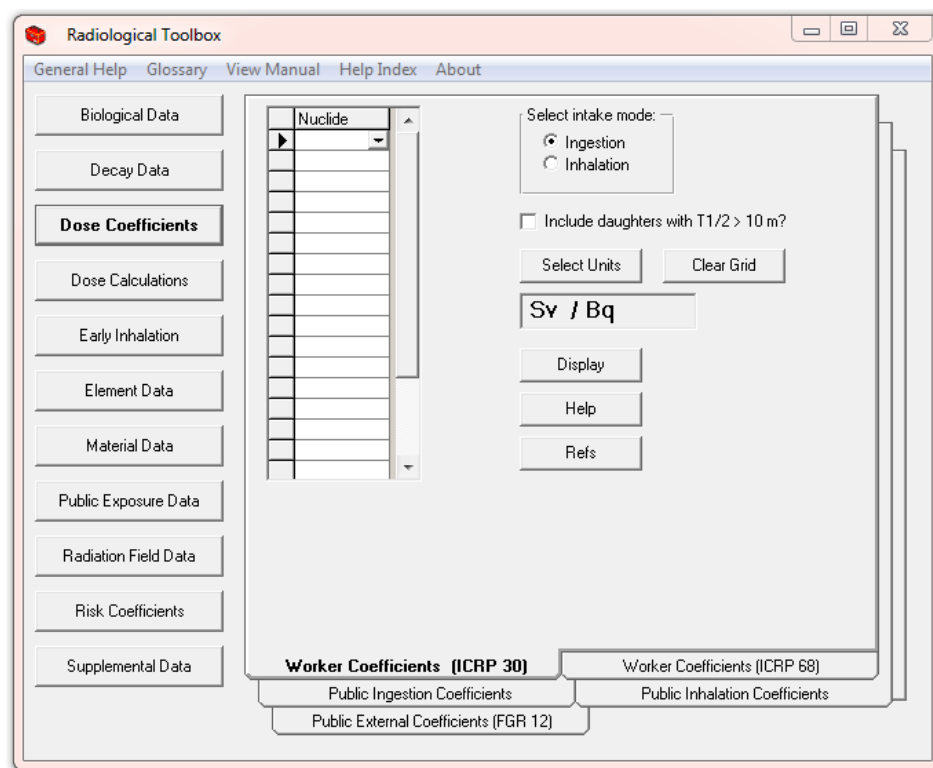 Radiological Toolbox
General Help Glossary View Manual Help Index About
Biological Data
Decay Data
Dose Coefficients
Dose Calculations
Early Inhalation
Element Data
Material Data
Public Exposure Data
Radiation Field Data
Risk Coefficients
Supplemental Data
Nuclide
Select intake mode:
Ingestion
Inhalation
Include daughters with T1/2 > 10 m?
Select Units Clear Grid
Sv / Bq
Display
Help
Refs
Worker Coefficients (ICRP 30) Worker Coefficients (ICRP 68)
Public Ingestion Coefficients Public Inhalation Coefficients
Public External Coefficients (FGR 12)